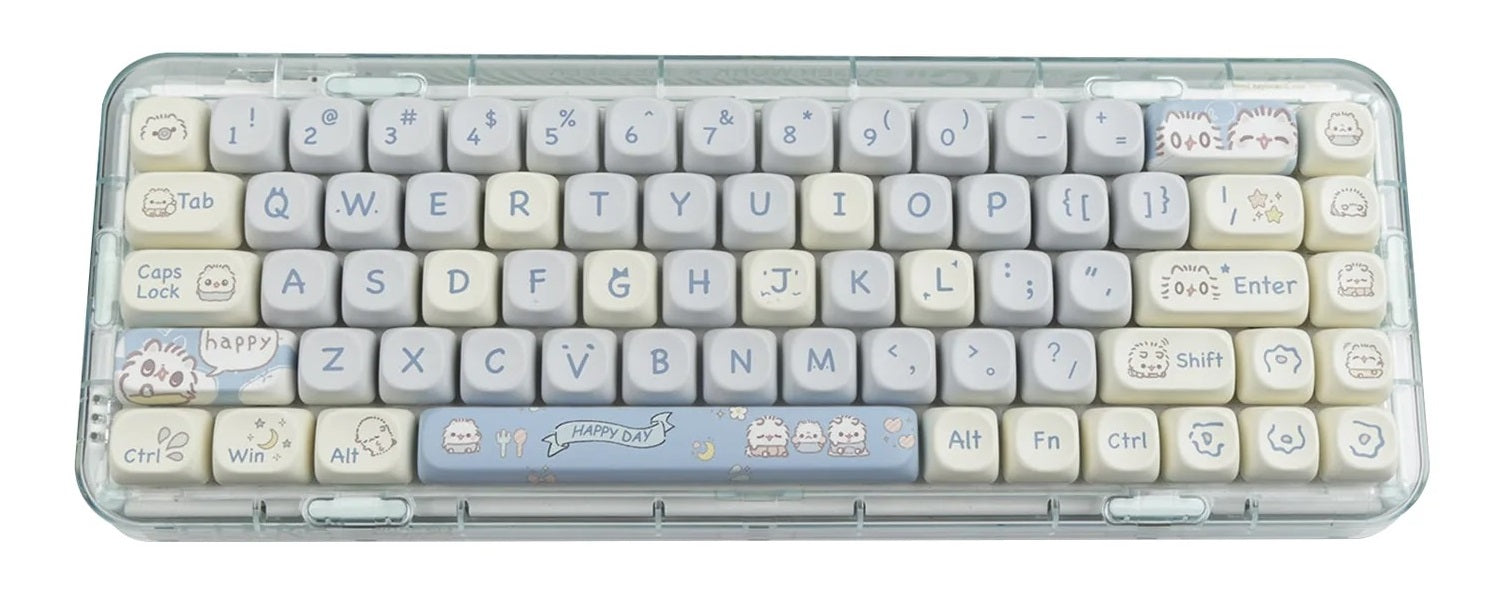 ! 1 @ 2 # 3 $ 4 % 5 ^ 6 & 7 * 8 ( 9 ) 0 _ - + =
Tab Q W E R T Y U I O P { [ ] } | /
Caps Lock A S D F G H J K L : ; " , Enter
happy Z X C V B N M < , > 。 ? / Shift
Ctrl Win Alt HAPPY DAY Alt Fn Ctrl